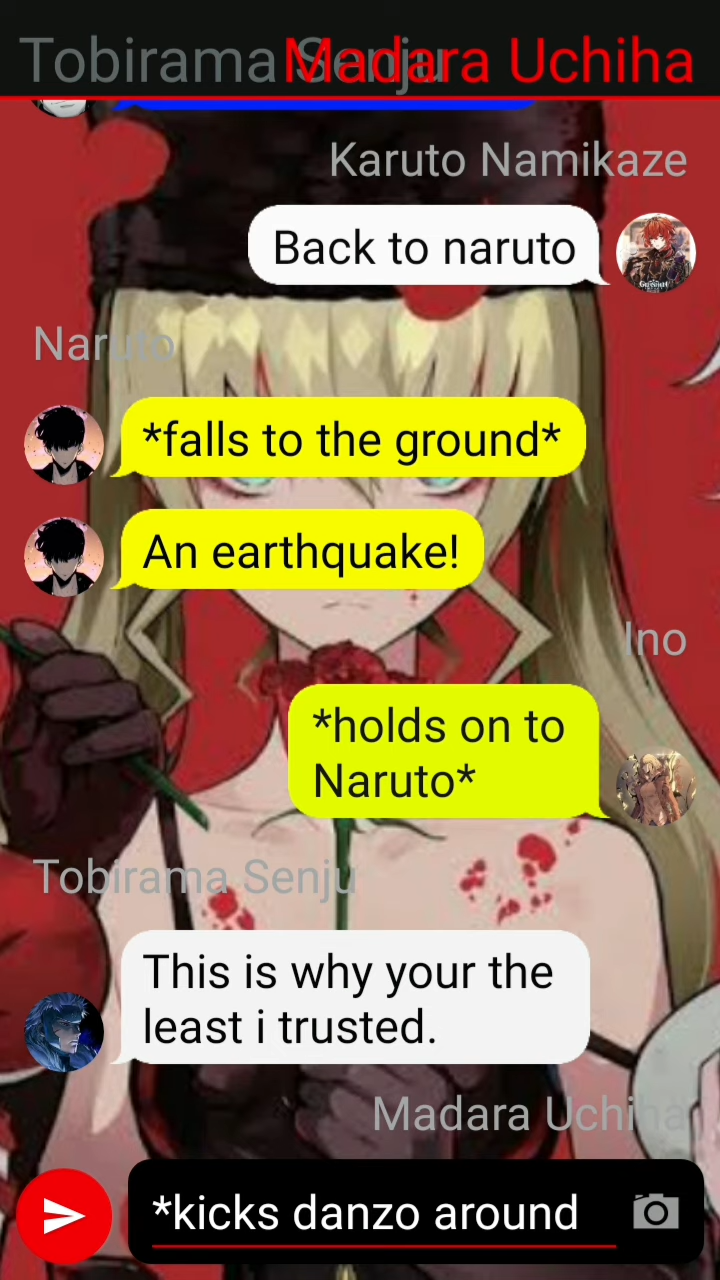 Tobirama Senju
Madara Uchiha
Karuto Namikaze
Back to naruto
Naruto
*falls to the ground*
An earthquake!
Ino
*holds on to
Naruto*
Tobirama Senju
This is why your the
least i trusted.
Madara Uchiha
*kicks danzo around